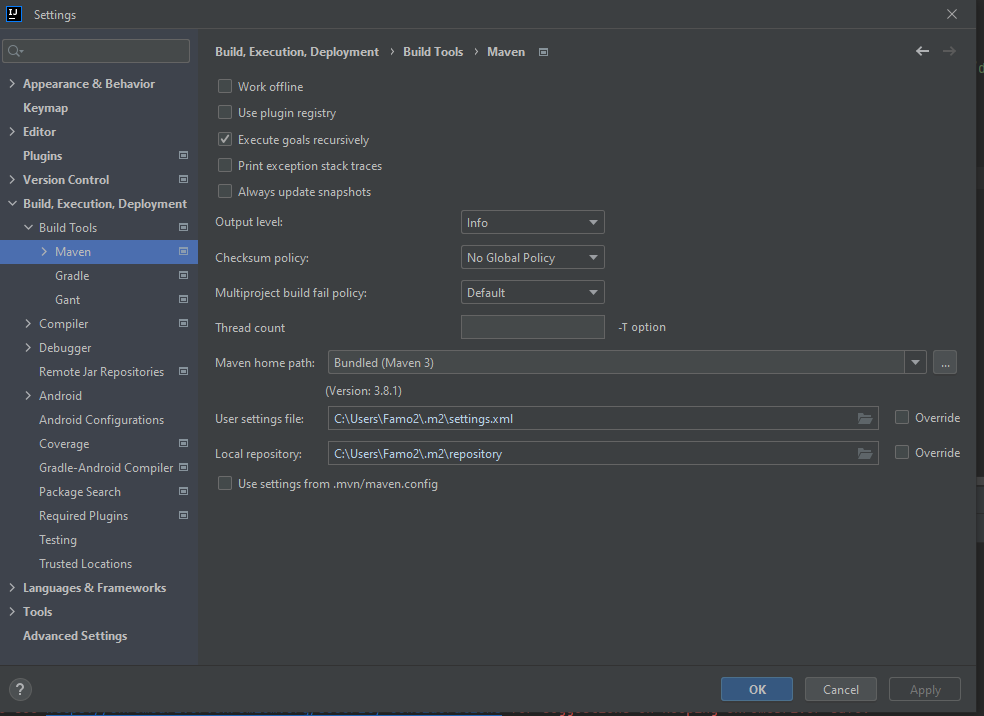 Settings
Build, Execution, Deployment › Build Tools › Maven
Appearance & Behavior
Keymap
Editor
Plugins
Version Control
Build, Execution, Deployment
Build Tools
Maven
Gradle
Gant
Compiler
Debugger
Remote Jar Repositories
Android
Android Configurations
Coverage
Gradle-Android Compiler
Package Search
Required Plugins
Testing
Trusted Locations
Languages & Frameworks
Tools
Advanced Settings
Work offline
Use plugin registry
Execute goals recursively
Print exception stack traces
Always update snapshots
Output level: Info
Checksum policy: No Global Policy
Multiproject build fail policy: Default
Thread count -T option
Maven home path: Bundled (Maven 3) ...
(Version: 3.8.1)
User settings file: C:\Users\Famo2\.m2\settings.xml Override
Local repository: C:\Users\Famo2\.m2\repository Override
Use settings from .mvn/maven.config
? OK Cancel Apply